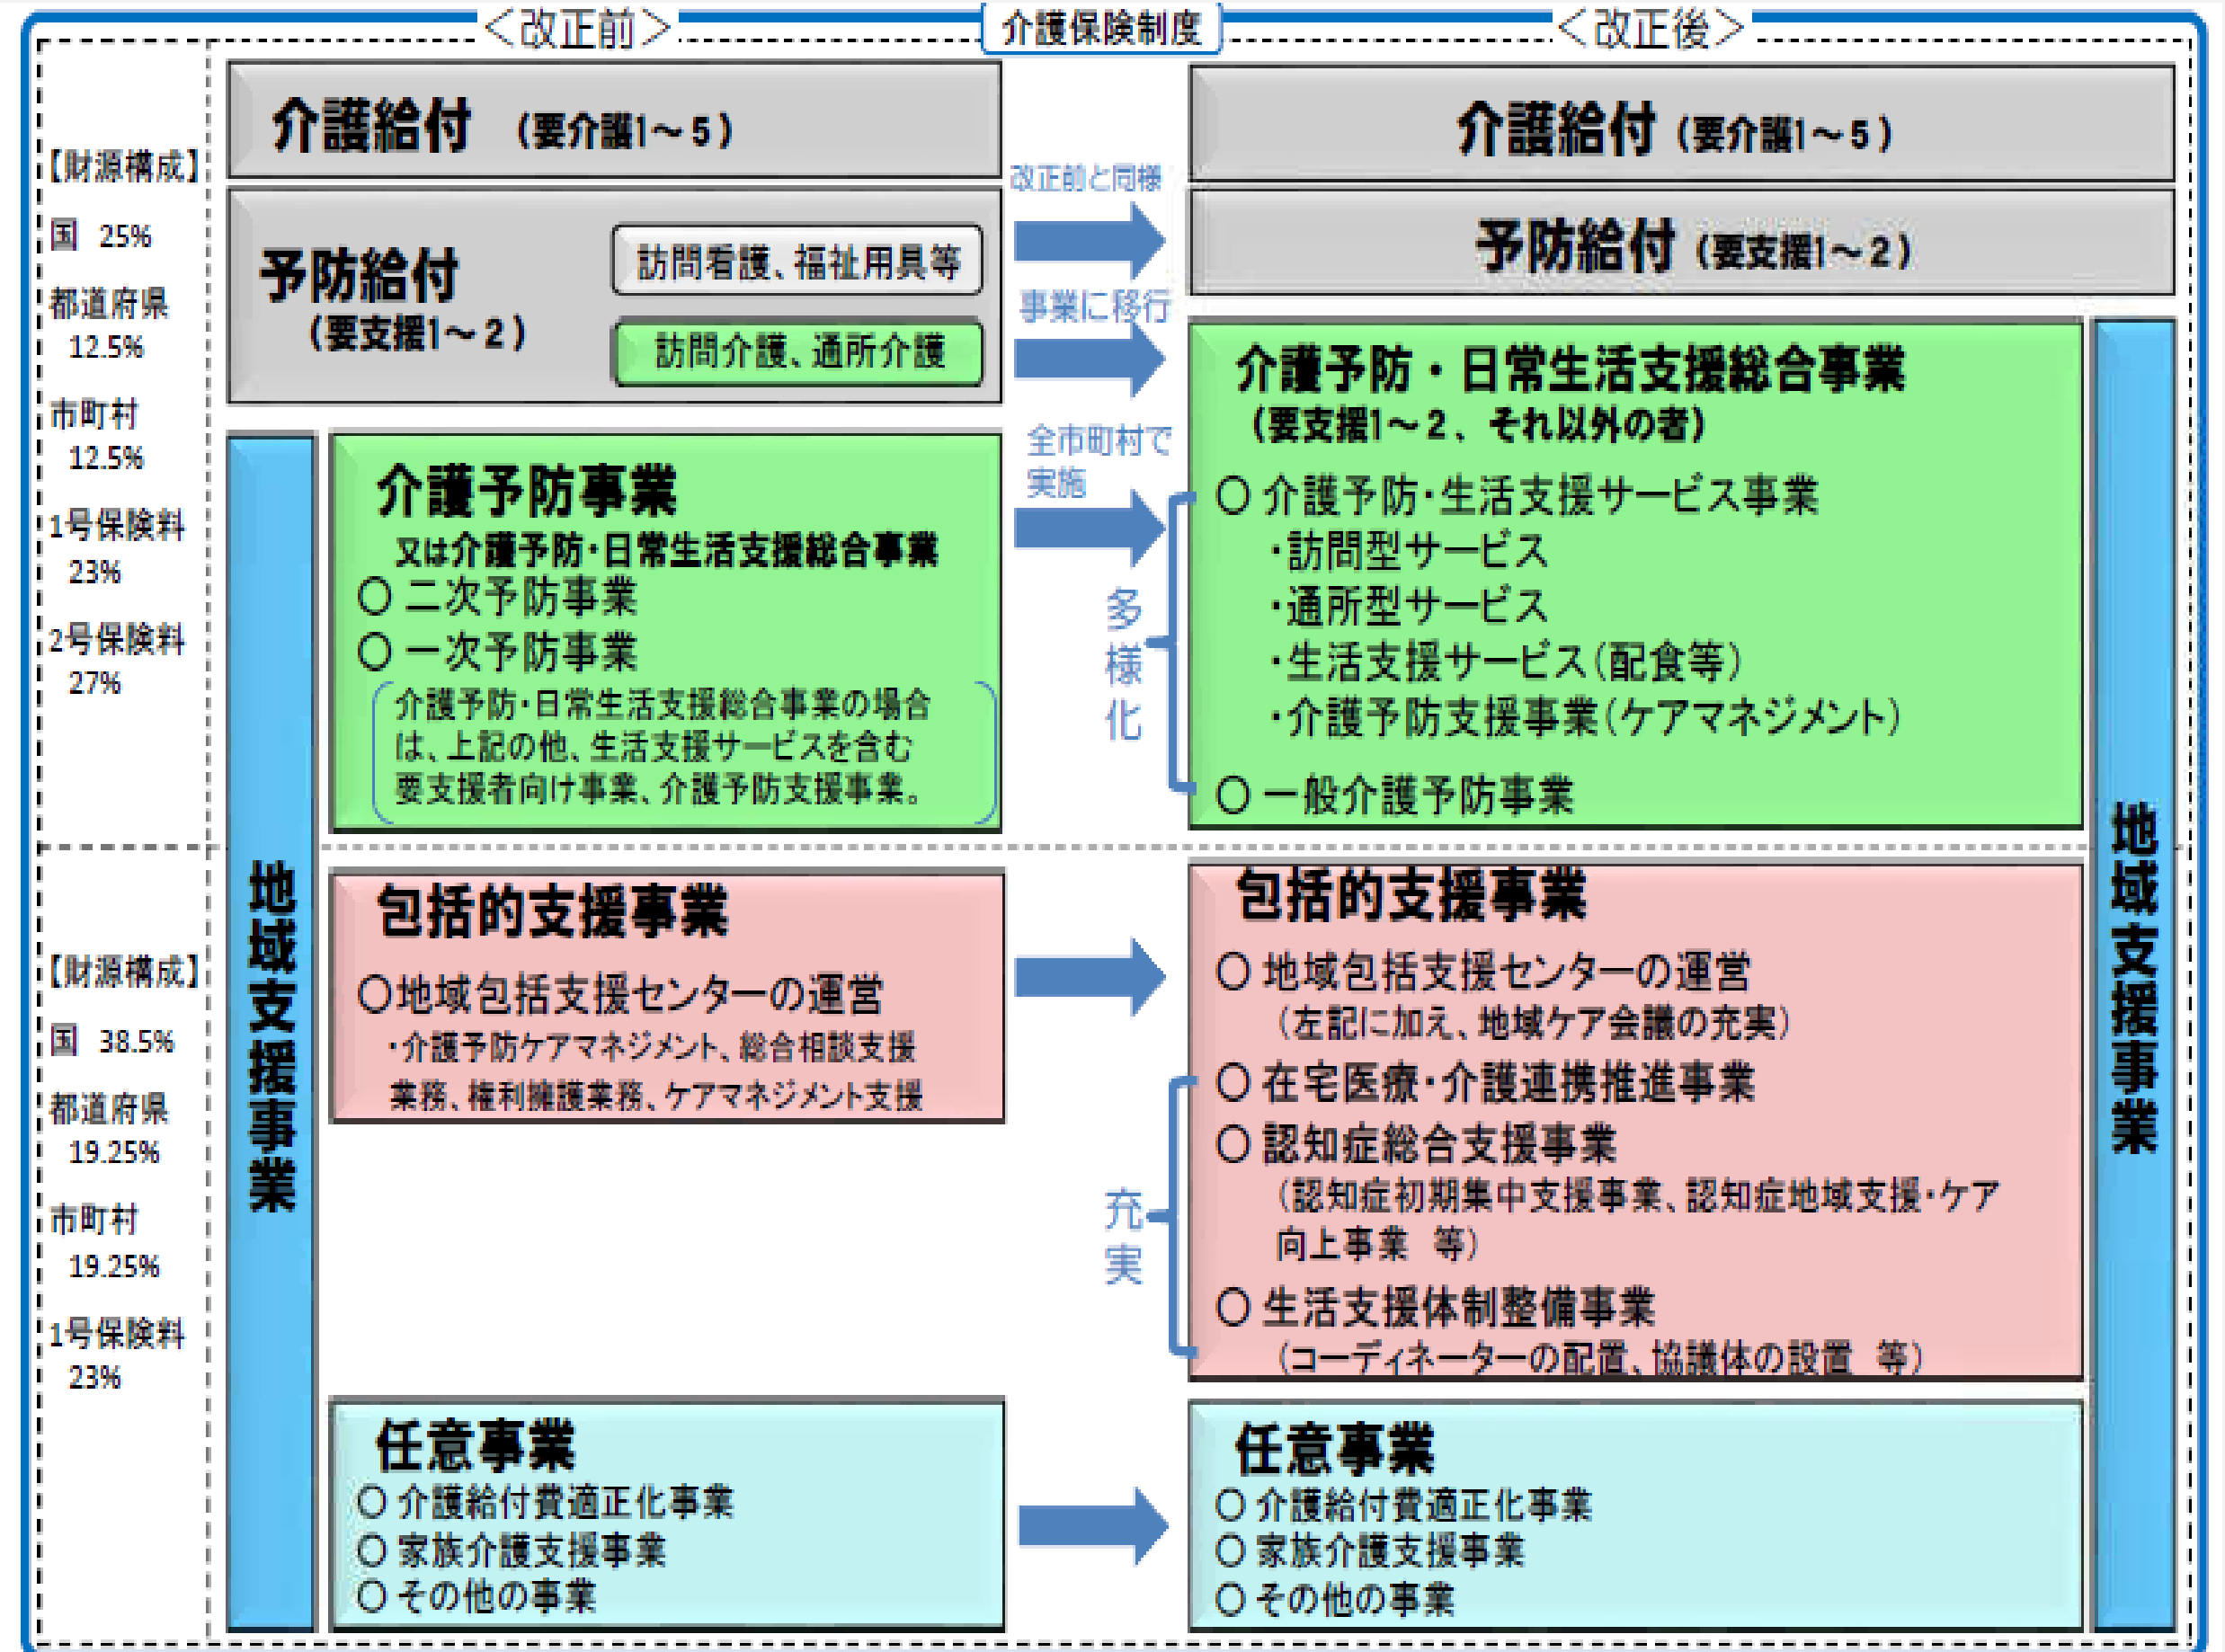 ＜改正前＞
介護保険制度
＜改正後＞
【財源構成】
国 25%
都道府県
12.5%
市町村
12.5%
1号保険料
23%
2号保険料
27%
【財源構成】
国 38.5%
都道府県
19.25%
市町村
19.25%
1号保険料
23%
介護給付 （要介護1～5）
予防給付
（要支援1～2）
訪問看護、福祉用具等
訪問介護、通所介護
地域支援事業
介護予防事業
又は介護予防・日常生活支援総合事業
○ 二次予防事業
○ 一次予防事業
介護予防・日常生活支援総合事業の場合
は、上記の他、生活支援サービスを含む
要支援者向け事業、介護予防支援事業。
包括的支援事業
○地域包括支援センターの運営
・介護予防ケアマネジメント、総合相談支援
業務、権利擁護業務、ケアマネジメント支援
任意事業
○ 介護給付費適正化事業
○ 家族介護支援事業
○ その他の事業
改正前と同様
事業に移行
全市町村で
実施
多様化
充実
介護給付（要介護1～5）
予防給付（要支援1～2）
介護予防・日常生活支援総合事業
（要支援1～2、それ以外の者）
○ 介護予防・生活支援サービス事業
・訪問型サービス
・通所型サービス
・生活支援サービス（配食等）
・介護予防支援事業（ケアマネジメント）
○ 一般介護予防事業
包括的支援事業
○ 地域包括支援センターの運営
（左記に加え、地域ケア会議の充実）
○ 在宅医療・介護連携推進事業
○ 認知症総合支援事業
（認知症初期集中支援事業、認知症地域支援・ケア
向上事業 等）
○ 生活支援体制整備事業
（コーディネーターの配置、協議体の設置 等）
任意事業
○ 介護給付費適正化事業
○ 家族介護支援事業
○ その他の事業
地域支援事業